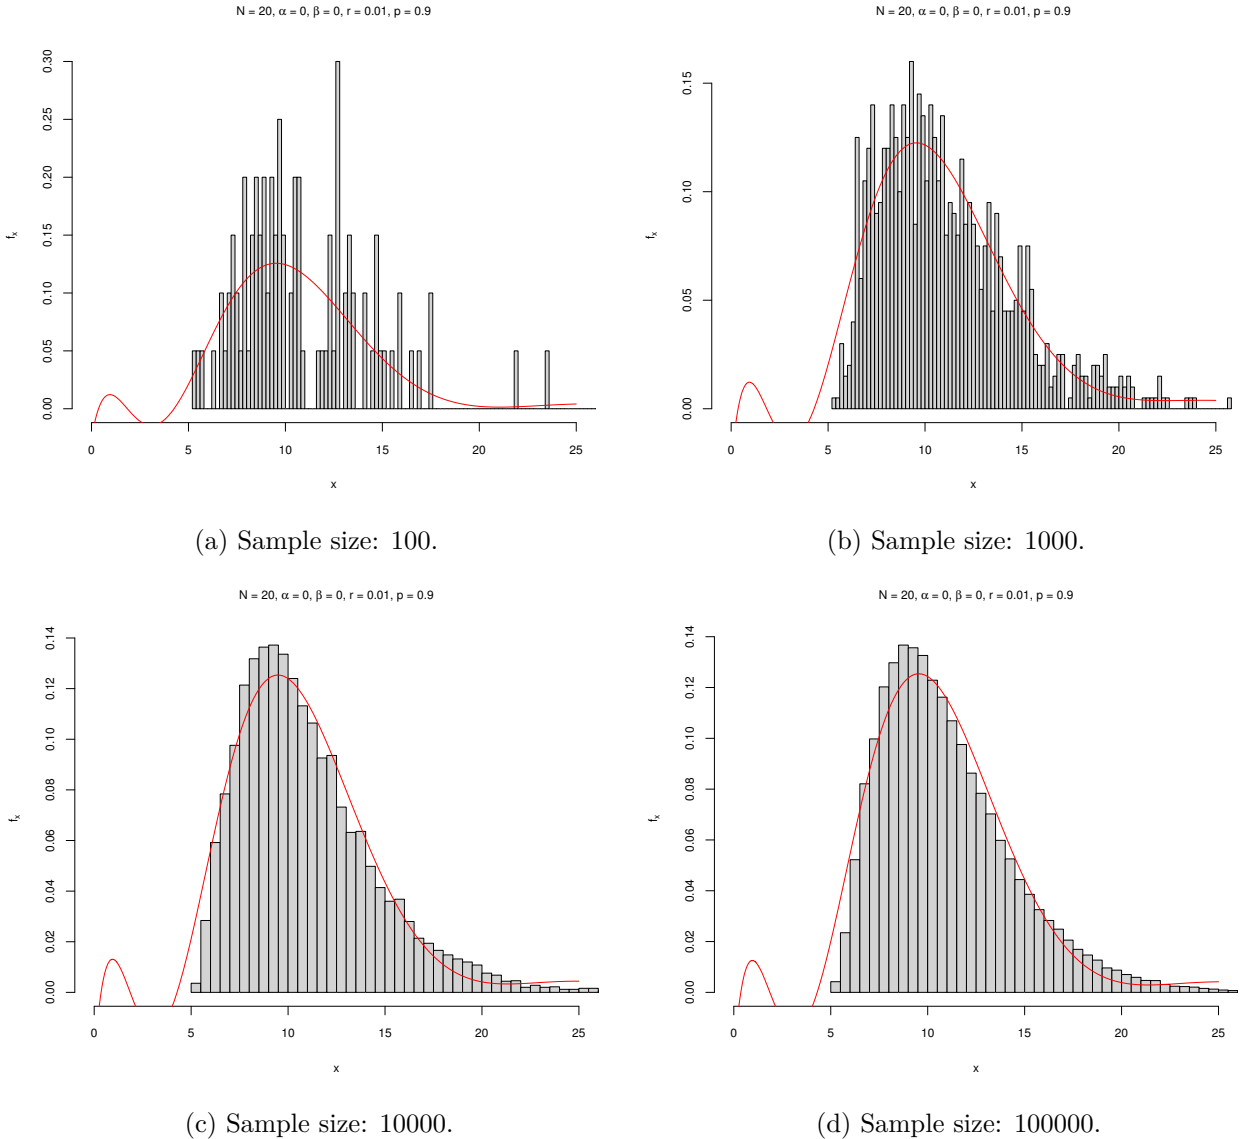 N = 20, α = 0, β = 0, r = 0.01, p = 0.9
0.30
0.25
0.20
0.15
0.10
0.05
0.00
fx
0 5 10 15 20 25
x
(a) Sample size: 100.
N = 20, α = 0, β = 0, r = 0.01, p = 0.9
0.15
0.10
0.05
0.00
fx
0 5 10 15 20 25
x
(b) Sample size: 1000.
N = 20, α = 0, β = 0, r = 0.01, p = 0.9
0.14
0.12
0.10
0.08
0.06
0.04
0.02
0.00
fx
0 5 10 15 20 25
x
(c) Sample size: 10000.
N = 20, α = 0, β = 0, r = 0.01, p = 0.9
0.14
0.12
0.10
0.08
0.06
0.04
0.02
0.00
fx
0 5 10 15 20 25
x
(d) Sample size: 100000.